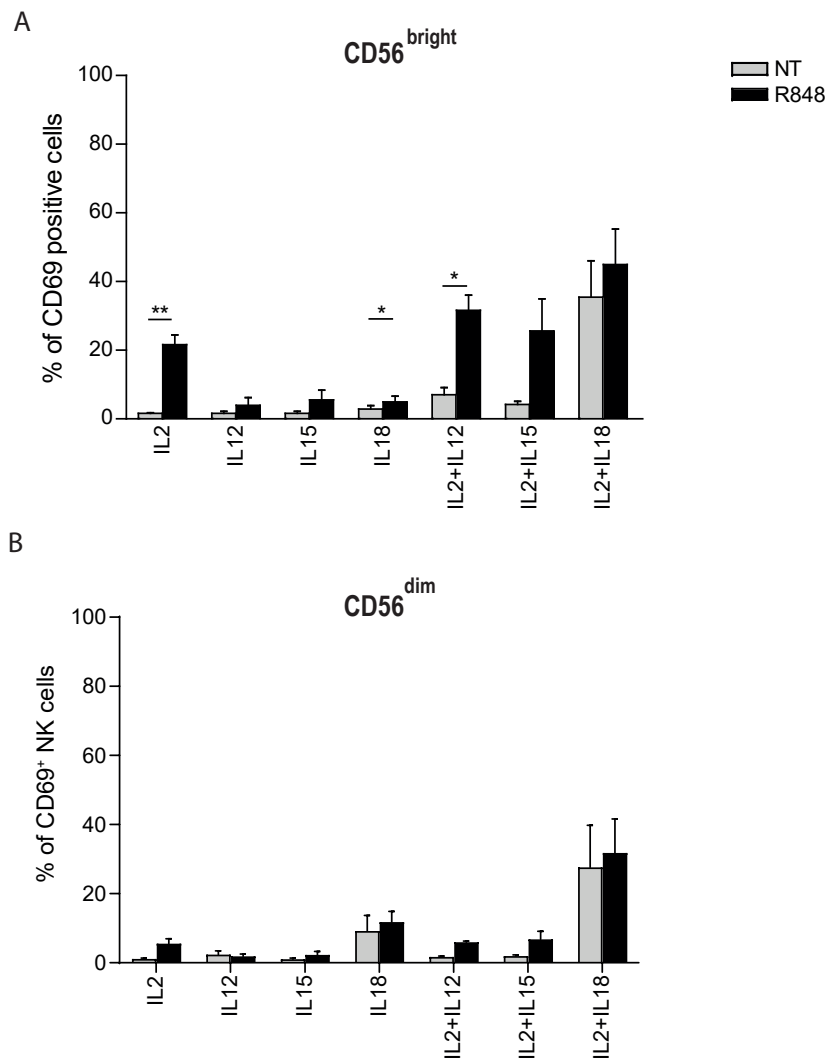 A
CD56bright
NT
R848
% of CD69 positive cells
100
80
60
40
20
0
**
*
*
IL2
IL12
IL15
IL18
IL2+IL12
IL2+IL15
IL2+IL18
B
CD56dim
% of CD69+ NK cells
100
80
60
40
20
0
IL2
IL12
IL15
IL18
IL2+IL12
IL2+IL15
IL2+IL18